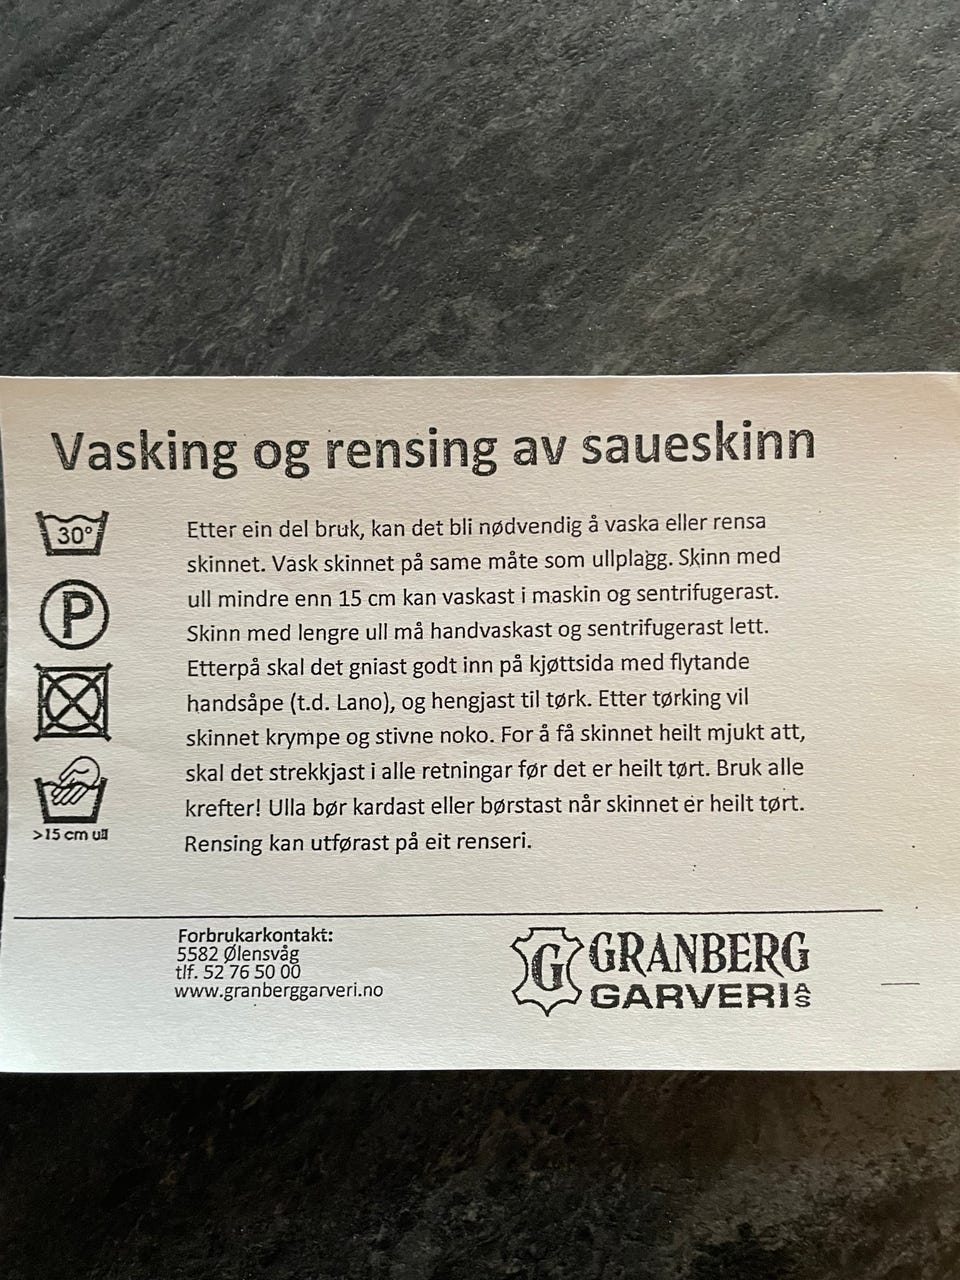 Vasking og rensing av saueskinn
30°
P
>15 cm ull
Etter ein del bruk, kan det bli nødvendig å vaska eller rensa
skinnet. Vask skinnet på same måte som ullplagg. Skinn med
ull mindre enn 15 cm kan vaskast i maskin og sentrifugerast.
Skinn med lengre ull må handvaskast og sentrifugerast lett.
Etterpå skal det gniast godt inn på kjøttsida med flytande
handsåpe (t.d. Lano), og hengjast til tørk. Etter tørking vil
skinnet krympe og stivne noko. For å få skinnet heilt mjukt att,
skal det strekkjast i alle retningar før det er heilt tørt. Bruk alle
krefter! Ulla bør kardast eller børstast når skinnet er heilt tørt.
Rensing kan utførast på eit renseri.
Forbrukarkontakt:
5582 Ølensvåg
tlf. 52 76 50 00
www.granberggarveri.no
G GRANBERG
GARVERI AS